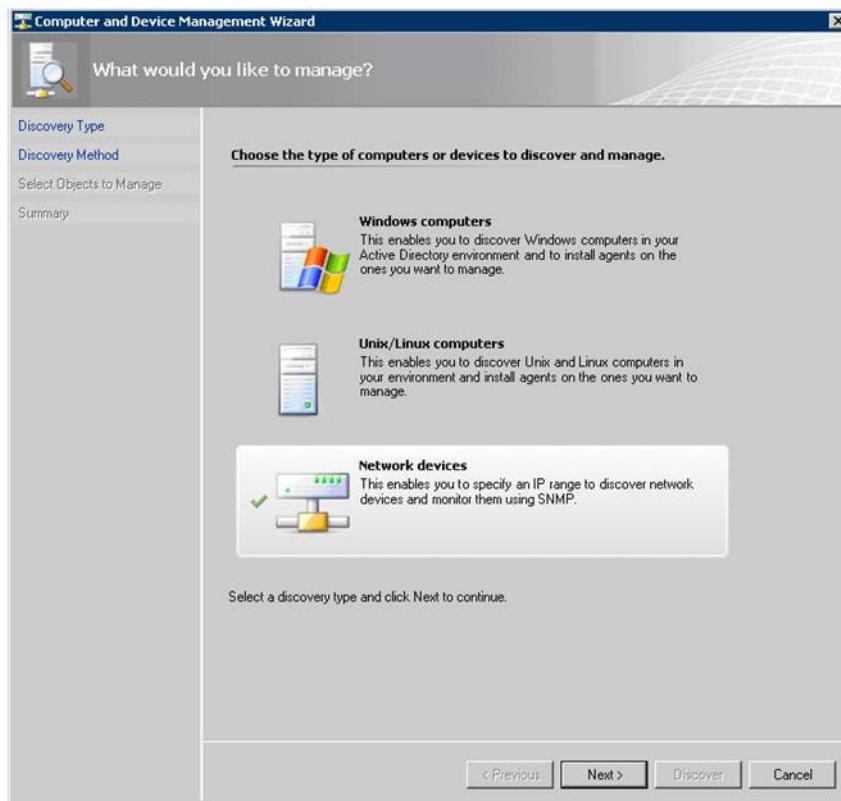 Computer and Device Management Wizard
What would you like to manage?
Discovery Type
Discovery Method
Select Objects to Manage
Summary
Choose the type of computers or devices to discover and manage.
Windows computers
This enables you to discover Windows computers in your
Active Directory environment and to install agents on the
ones you want to manage.
Unix/Linux computers
This enables you to discover Unix and Linux computers in
your environment and install agents on the ones you want to
manage.
Network devices
This enables you to specify an IP range to discover network
devices and monitor them using SNMP.
Select a discovery type and click Next to continue.
< Previous
Next >
Discover
Cancel